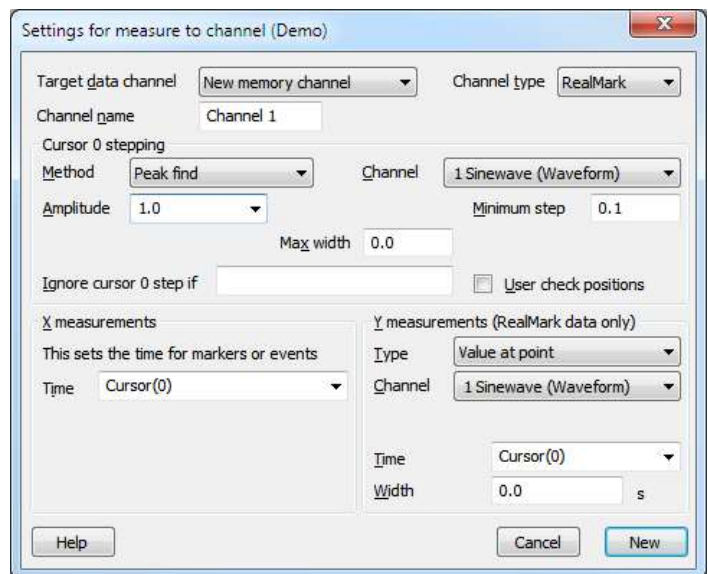 Settings for measure to channel (Demo)
Target data channel New memory channel Channel type RealMark
Channel name Channel 1
Cursor 0 stepping
Method Peak find Channel 1 Sinewave (Waveform)
Amplitude 1.0 Minimum step 0.1
Max width 0.0
Ignore cursor 0 step if User check positions
X measurements
This sets the time for markers or events
Time Cursor(0)
Y measurements (RealMark data only)
Type Value at point
Channel 1 Sinewave (Waveform)
Time Cursor(0)
Width 0.0 s
Help Cancel New